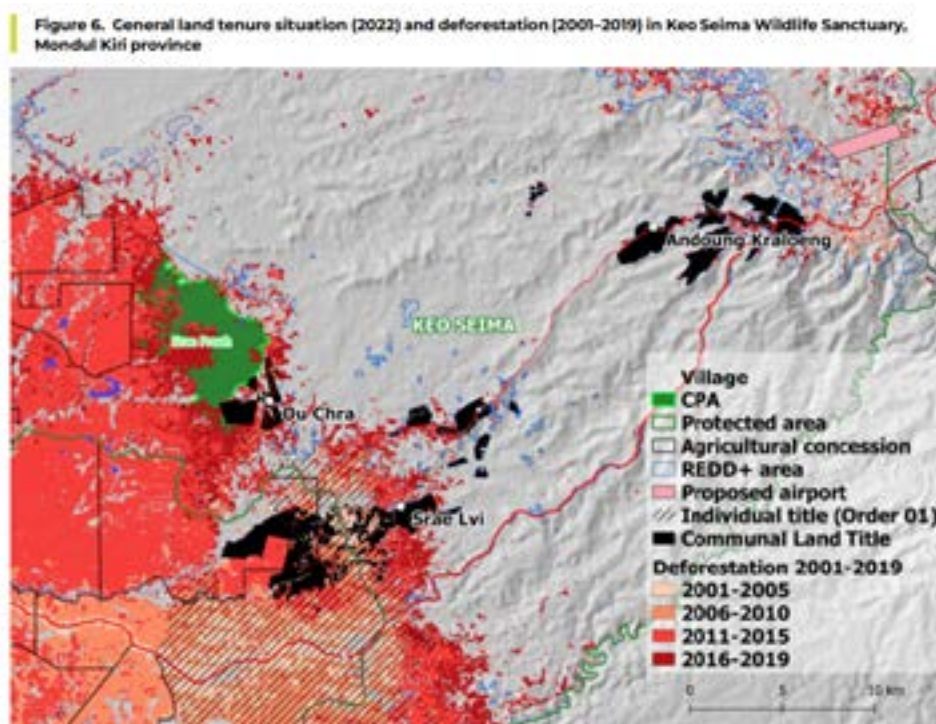 Figure 6. General land tenure situation (2022) and deforestation (2001–2019) in Keo Seima Wildlife Sanctuary,
Mondul Kiri province
Andoung Kraloeng
KEO SEIMA
Ou Chra
Srae Lvi
Village
CPA
Protected area
Agricultural concession
REDD+ area
Proposed airport
Individual title (Order 01)
Communal Land Title
Deforestation 2001-2019
2001-2005
2006-2010
2011-2015
2016-2019
0 5 10 km